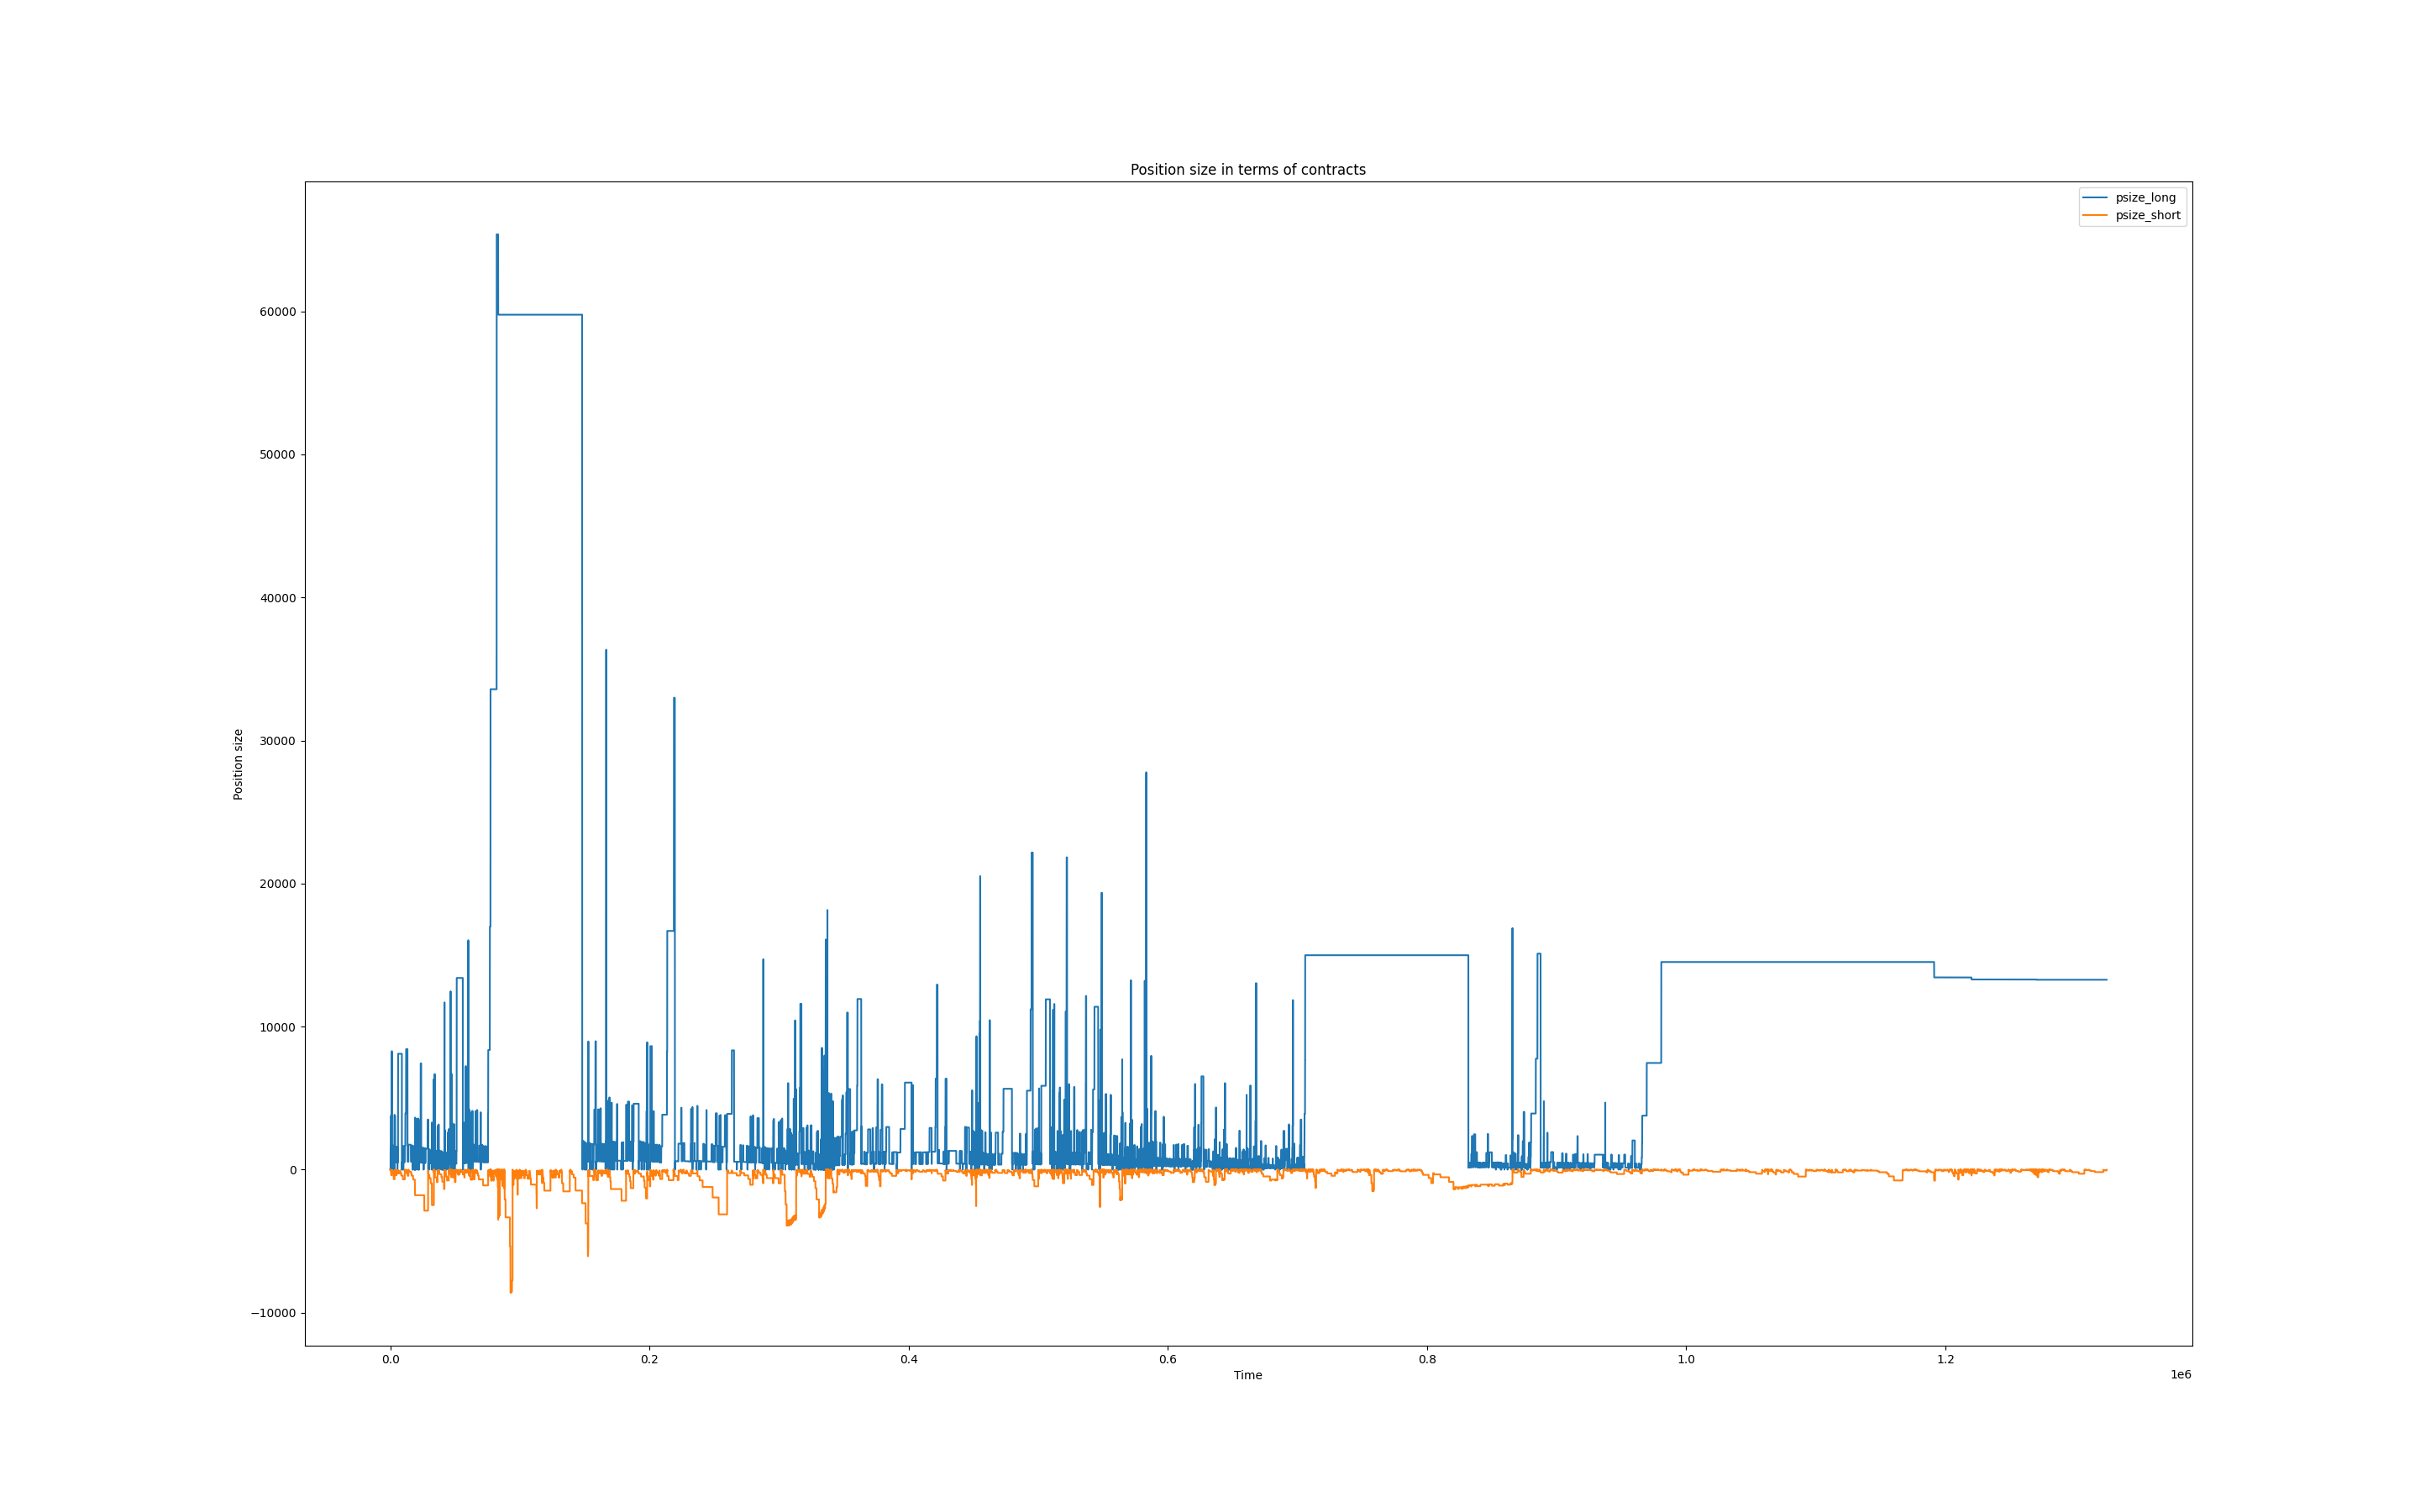 Position size in terms of contracts
psize_long
psize_short
60000
50000
40000
30000
20000
10000
0
−10000
Position size
0.0 0.2 0.4 0.6 0.8 1.0 1.2
Time
1e6